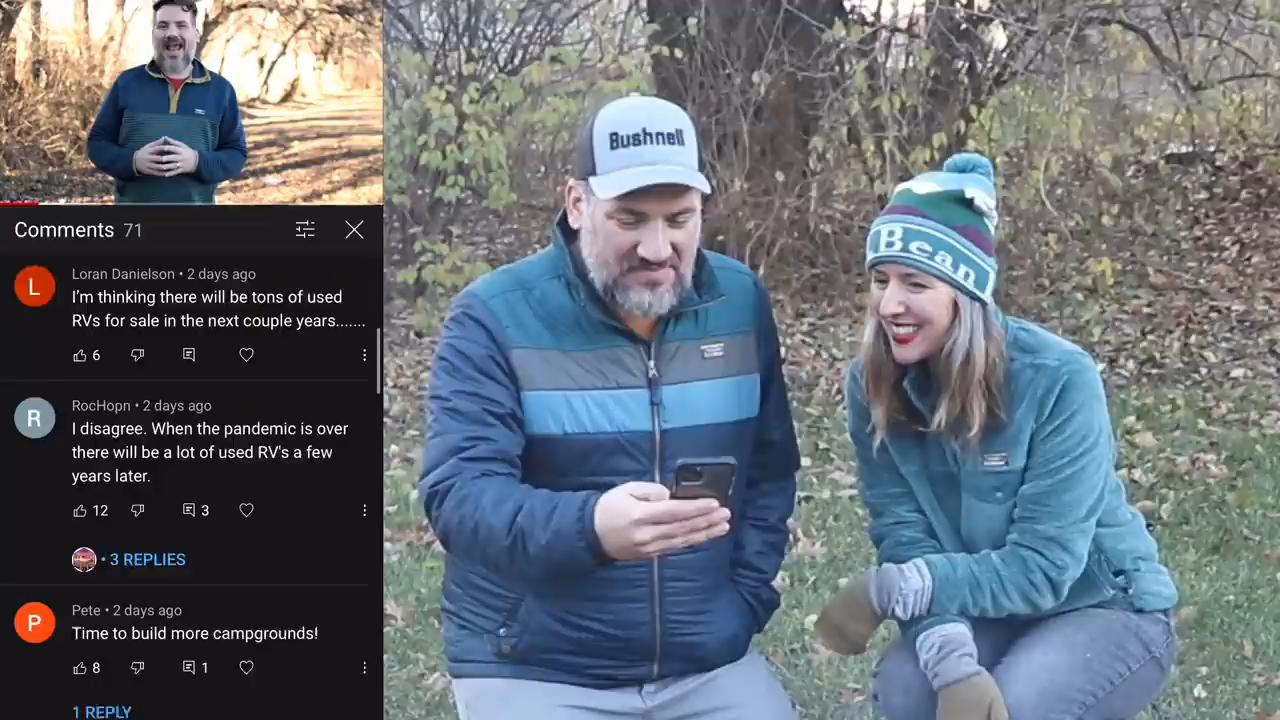 Comments 71
Loran Danielson • 2 days ago
I'm thinking there will be tons of used
RVs for sale in the next couple years.......
6
RocHopn • 2 days ago
I disagree. When the pandemic is over
there will be a lot of used RV's a few
years later.
12
3
• 3 REPLIES
Pete • 2 days ago
Time to build more campgrounds!
8
1
1 REPLY
L
R
P
Bushnell
Bean